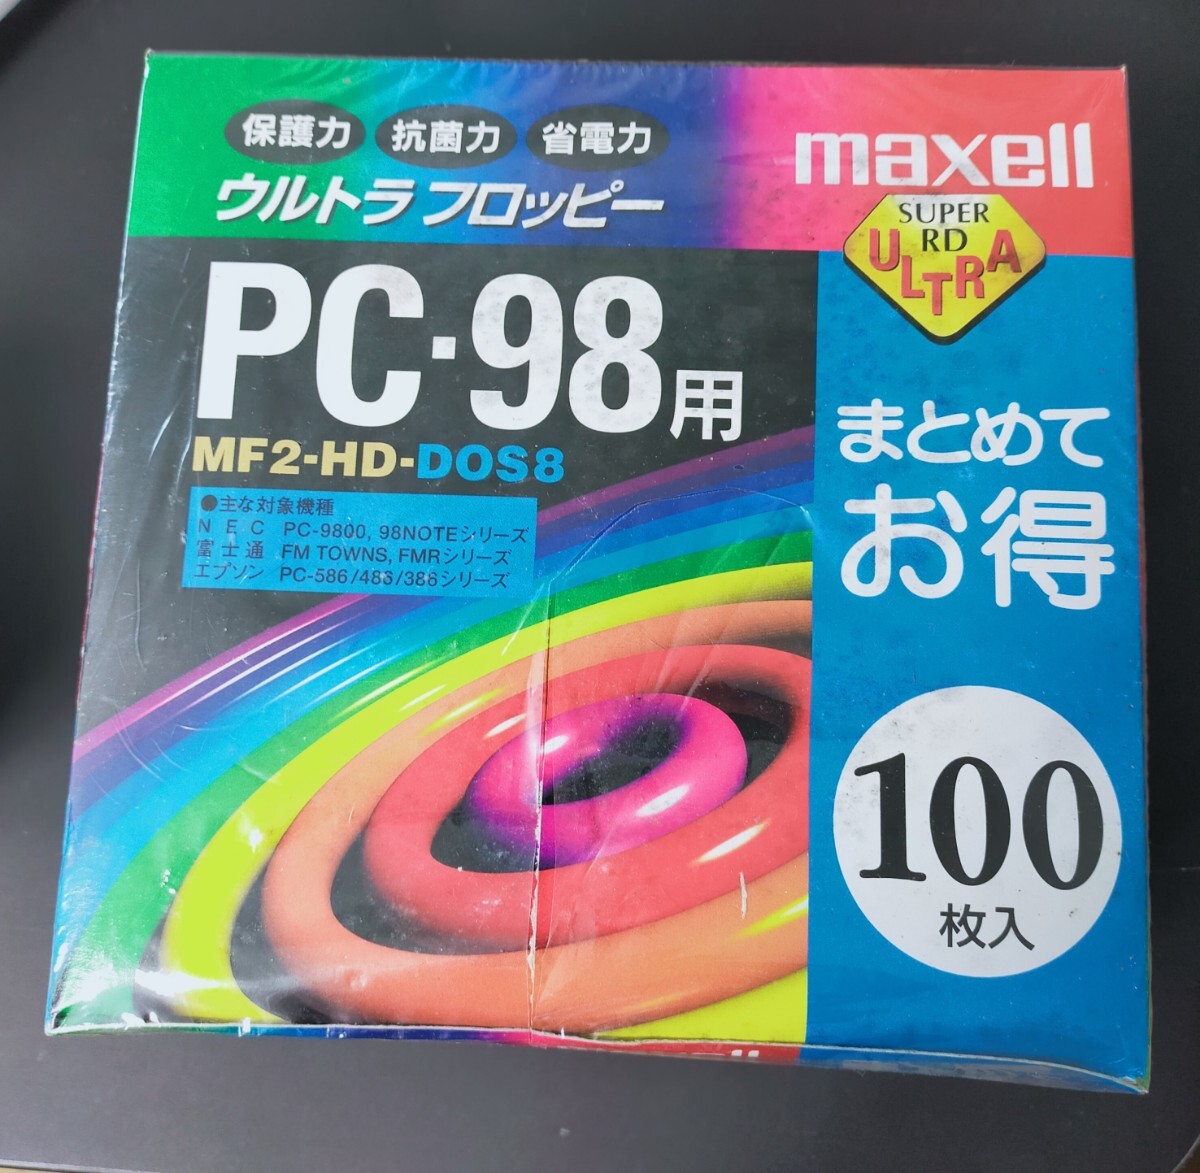 保護力 抗菌力 省電力
ウルトラフロッピー
maxell
SUPER
RD
ULTRA
PC-98用
MF2-HD-DOS8
●主な対象機種
NEC PC-9800, 98NOTEシリーズ
富士通 FM TOWNS, FMRシリーズ
エプソン PC-586/486/386シリーズ
まとめて
お得
100
枚入